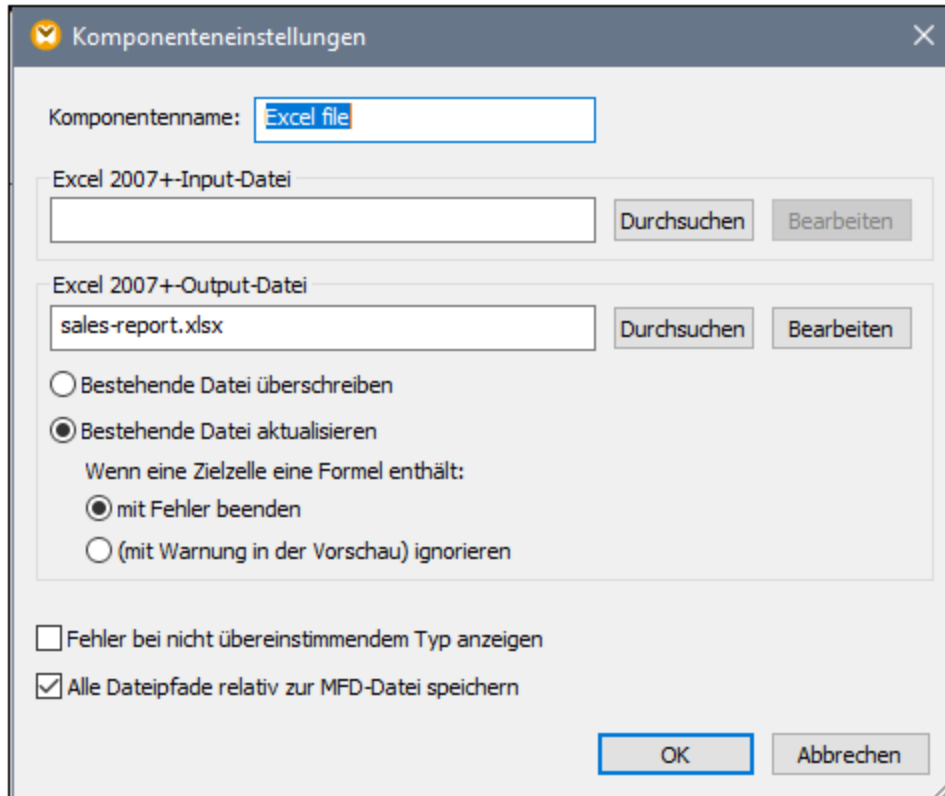 Komponenteneinstellungen
Komponentenname: Excel file
Excel 2007+-Input-Datei
Durchsuchen Bearbeiten
Excel 2007+-Output-Datei
sales-report.xlsx Durchsuchen Bearbeiten
Bestehende Datei überschreiben
Bestehende Datei aktualisieren
Wenn eine Zielzelle eine Formel enthält:
mit Fehler beenden
(mit Warnung in der Vorschau) ignorieren
Fehler bei nicht übereinstimmendem Typ anzeigen
Alle Dateipfade relativ zur MFD-Datei speichern
OK Abbrechen